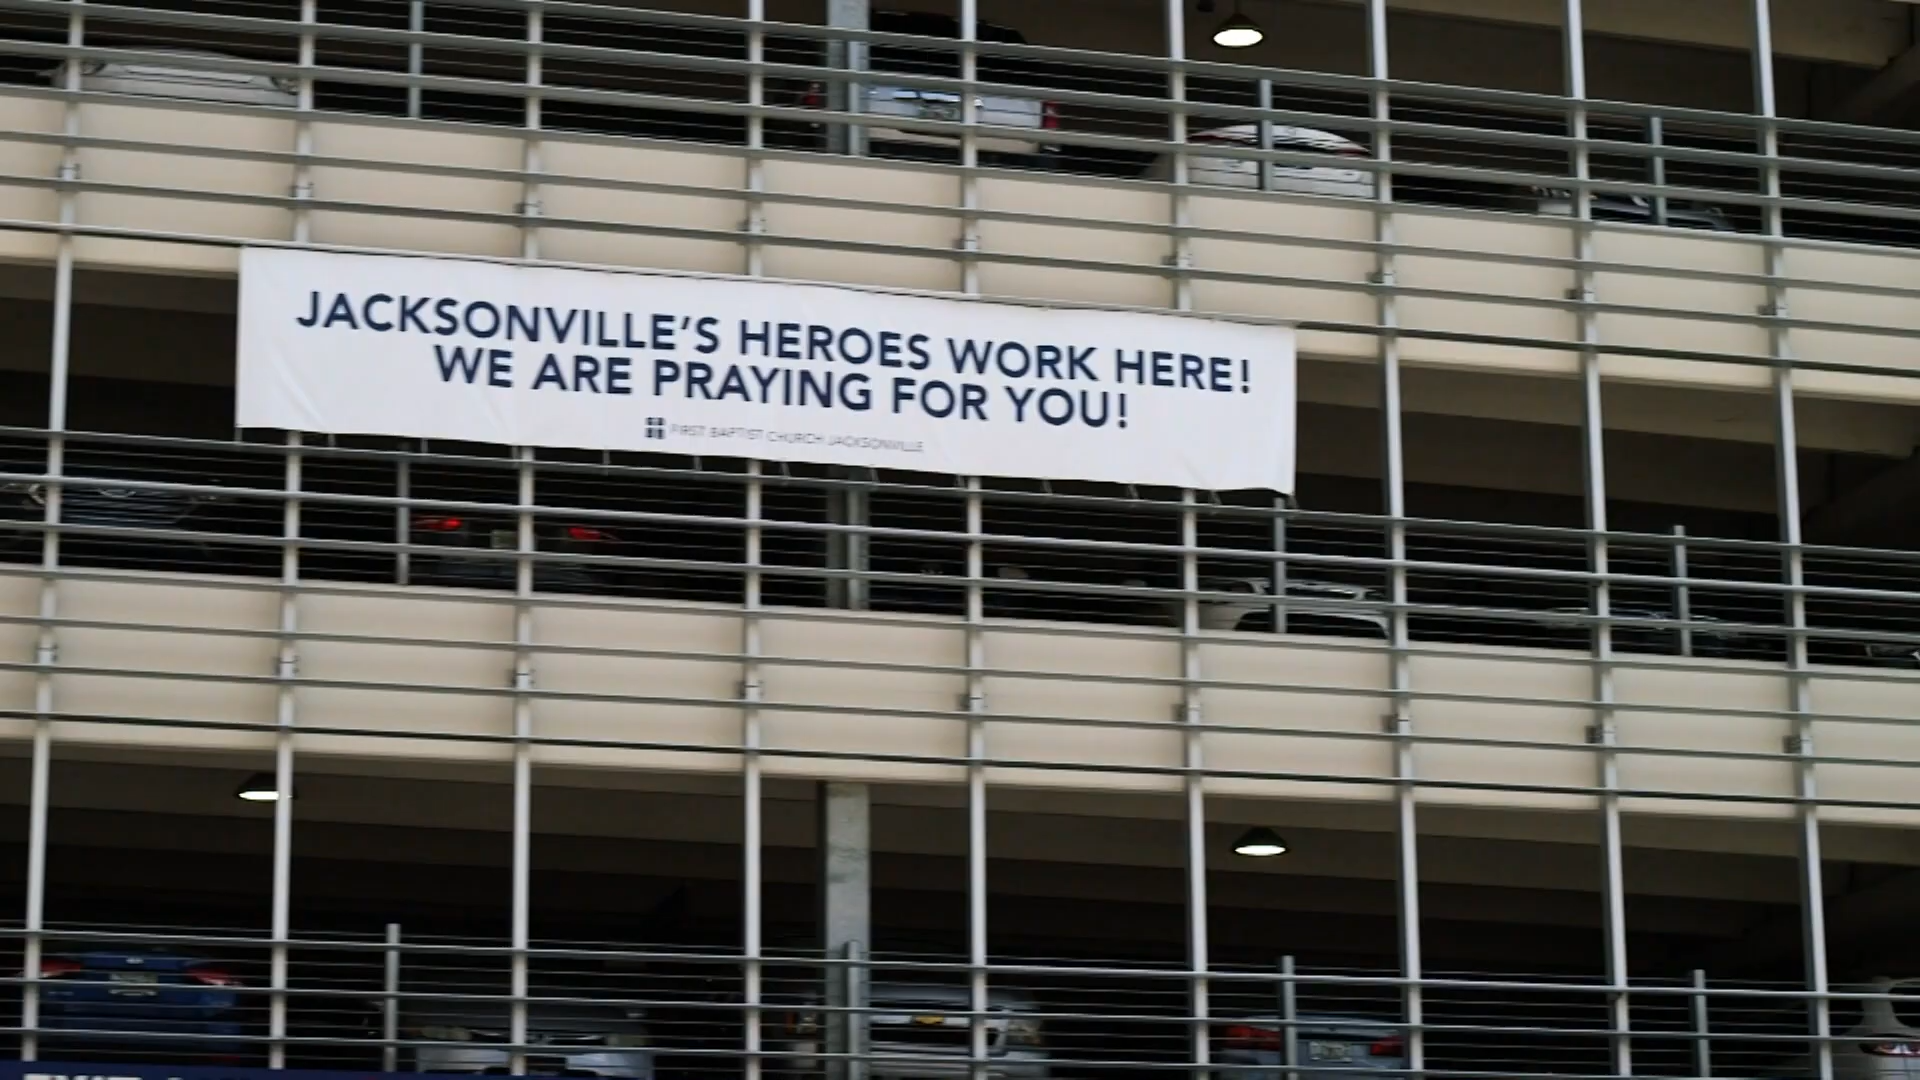 JACKSONVILLE'S HEROES WORK HERE!
WE ARE PRAYING FOR YOU!
FIRST BAPTIST CHURCH JACKSONVILLE